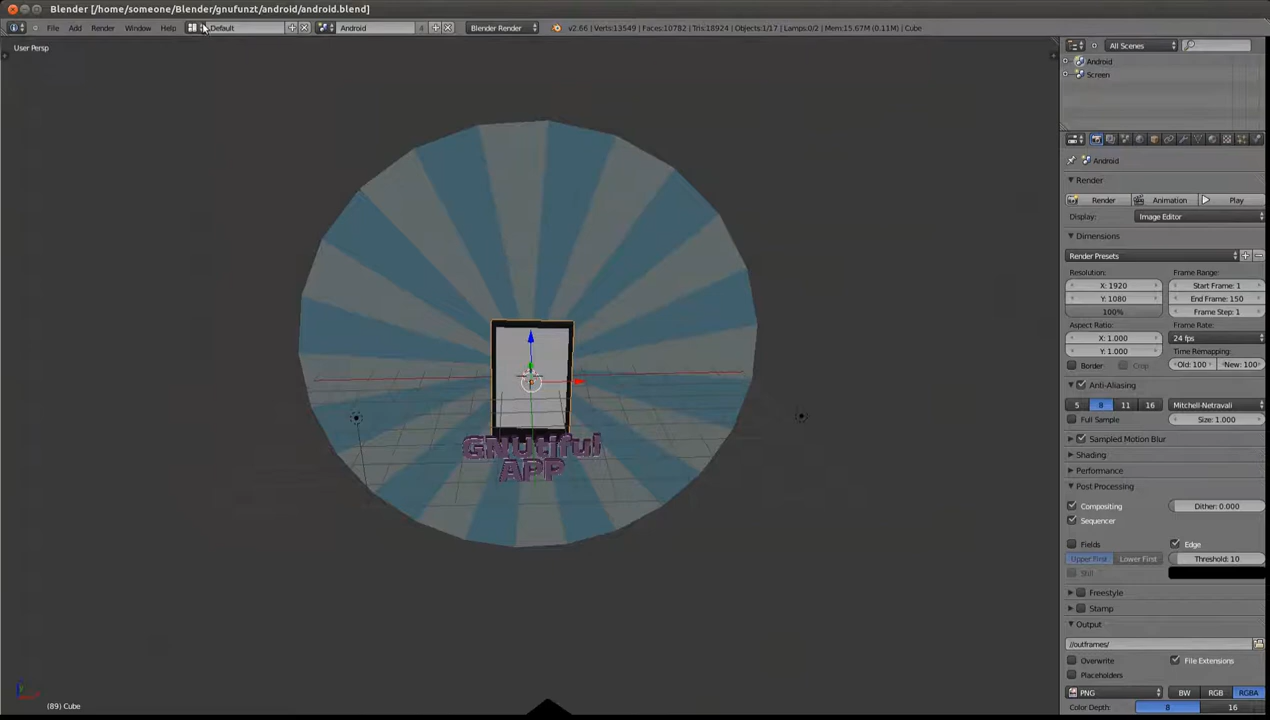 Blender [/home/someone/Blender/gnufunzt/android/android.blend]
File Add Render Window Help Default Android 4 Blender Render v2.66 | Verts:13549 | Faces:10782 | Tris:18924 | Objects:1/17 | Lamps:0/2 | Mem:15.67M (0.11M) | Cube
User Persp
All Scenes
Android
Screen
Android
Render
Render Animation Play
Display: Image Editor
Dimensions
Render Presets
Resolution: Frame Range:
X: 1920 Start Frame: 1
Y: 1080 End Frame: 150
100% Frame Step: 1
Aspect Ratio: Frame Rate:
X: 1.000 24 fps
Y: 1.000 Time Remapping:
Border Crop Old: 100 New: 100
Anti-Aliasing
5 8 11 16 Mitchell-Netravali
Full Sample Size: 1.000
Sampled Motion Blur
Shading
Performance
Post Processing
Compositing Dither: 0.000
Sequencer
Fields Edge
Upper First Lower First Threshold: 10
Still
Freestyle
Stamp
Output
//outframes/
Overwrite File Extensions
Placeholders
PNG BW RGB RGBA
Color Depth: 8 16
GNUtiful
APP
(89) Cube